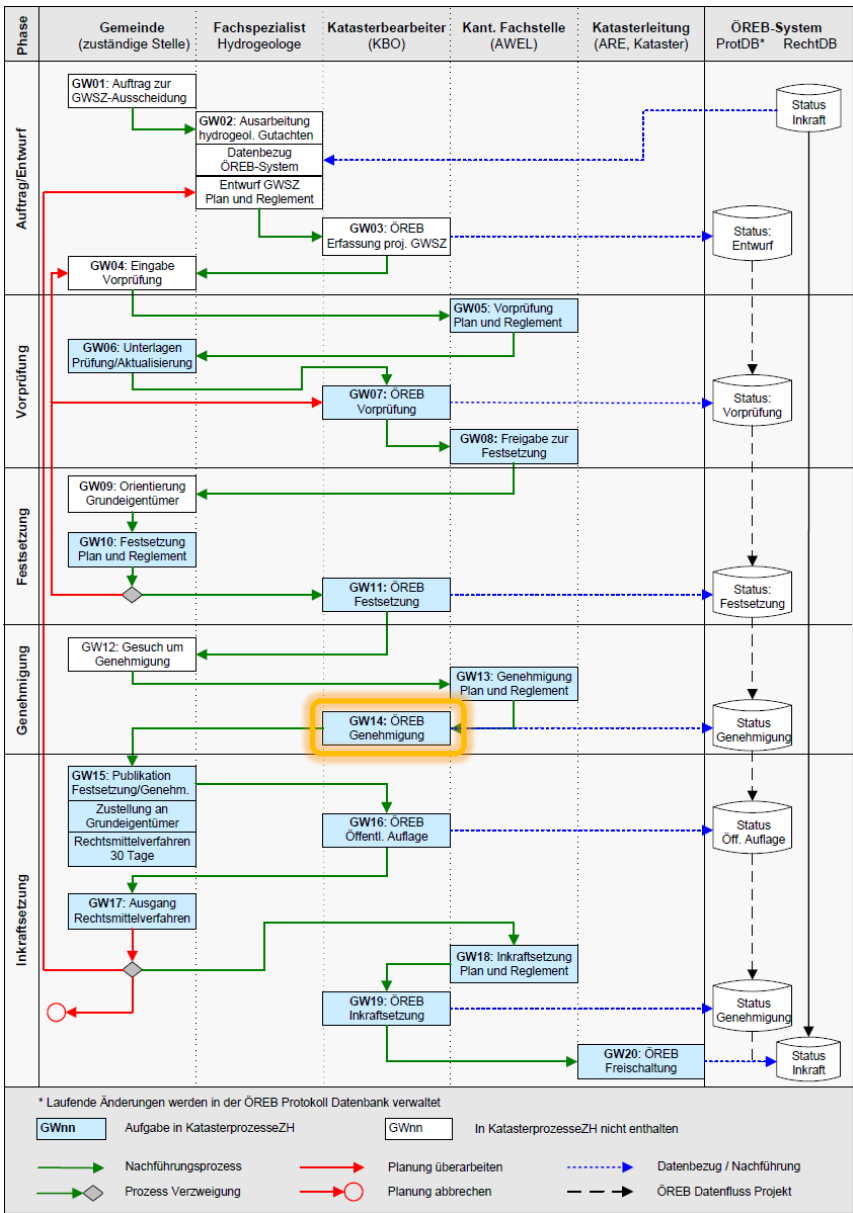 Phase
Gemeinde
(zuständige Stelle)
Fachspezialist
Hydrogeologe
Katasterbearbeiter
(KBO)
Kant. Fachstelle
(AWEL)
Katasterleitung
(ARE, Kataster)
ÖREB-System
ProtDB* RechtDB
Auftrag/Entwurf
GW01: Auftrag zur
GWSZ-Ausscheidung
GW02: Ausarbeitung
hydrogeol. Gutachten
Datenbezug
ÖREB-System
Entwurf GWSZ
Plan und Reglement
Status
Inkraft
GW03: ÖREB
Erfassung proj. GWSZ
Status:
Entwurf
GW04: Eingabe
Vorprüfung
Vorprüfung
GW05: Vorprüfung
Plan und Reglement
GW06: Unterlagen
Prüfung/Aktualisierung
GW07: ÖREB
Vorprüfung
Status:
Vorprüfung
GW08: Freigabe zur
Festsetzung
Festsetzung
GW09: Orientierung
Grundeigentümer
GW10: Festsetzung
Plan und Reglement
GW11: ÖREB
Festsetzung
Status:
Festsetzung
Genehmigung
GW12: Gesuch um
Genehmigung
GW13: Genehmigung
Plan und Reglement
GW14: ÖREB
Genehmigung
Status
Genehmigung
Inkraftsetzung
GW15: Publikation
Festsetzung/Genehm.
Zustellung an
Grundeigentümer
Rechtsmittelverfahren
30 Tage
GW16: ÖREB
Öffentl. Auflage
Status
Öff. Auflage
GW17: Ausgang
Rechtsmittelverfahren
GW18: Inkraftsetzung
Plan und Reglement
GW19: ÖREB
Inkraftsetzung
Status
Genehmigung
GW20: ÖREB
Freischaltung
Status
Inkraft
* Laufende Änderungen werden in der ÖREB Protokoll Datenbank verwaltet
GWnn Aufgabe in KatasterprozesseZH GWnn In KatasterprozesseZH nicht enthalten
Nachführungsprozess Planung überarbeiten Datenbezug / Nachführung
Prozess Verzweigung Planung abbrechen ÖREB Datenfluss Projekt